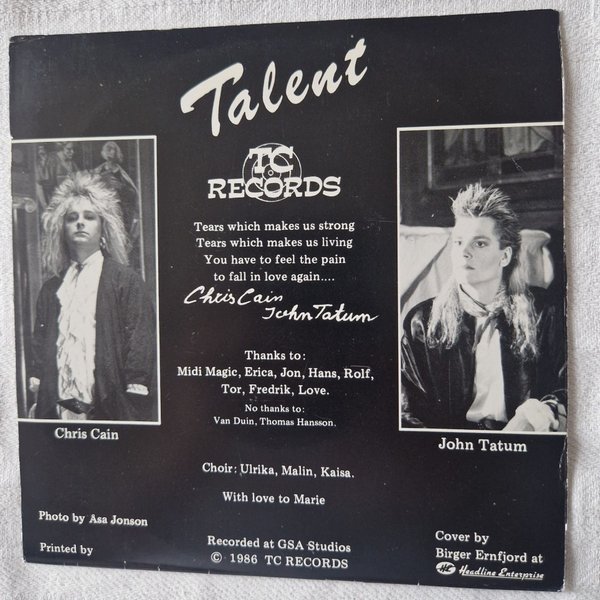 Talent
TC
RECORDS
Tears which makes us strong
Tears which makes us living
You have to feel the pain
to fall in love again....
Chris Cain
John Tatum
Thanks to:
Midi Magic, Erica, Jon, Hans, Rolf,
Tor, Fredrik, Love.
No thanks to:
Van Duin, Thomas Hansson.
Chris Cain
John Tatum
Choir: Ulrika, Malin, Kaisa.
With love to Marie
Photo by Asa Jonson
Printed by
Recorded at GSA Studios
© 1986 TC RECORDS
Cover by
Birger Ernfjord at
HE Headline Enterprise